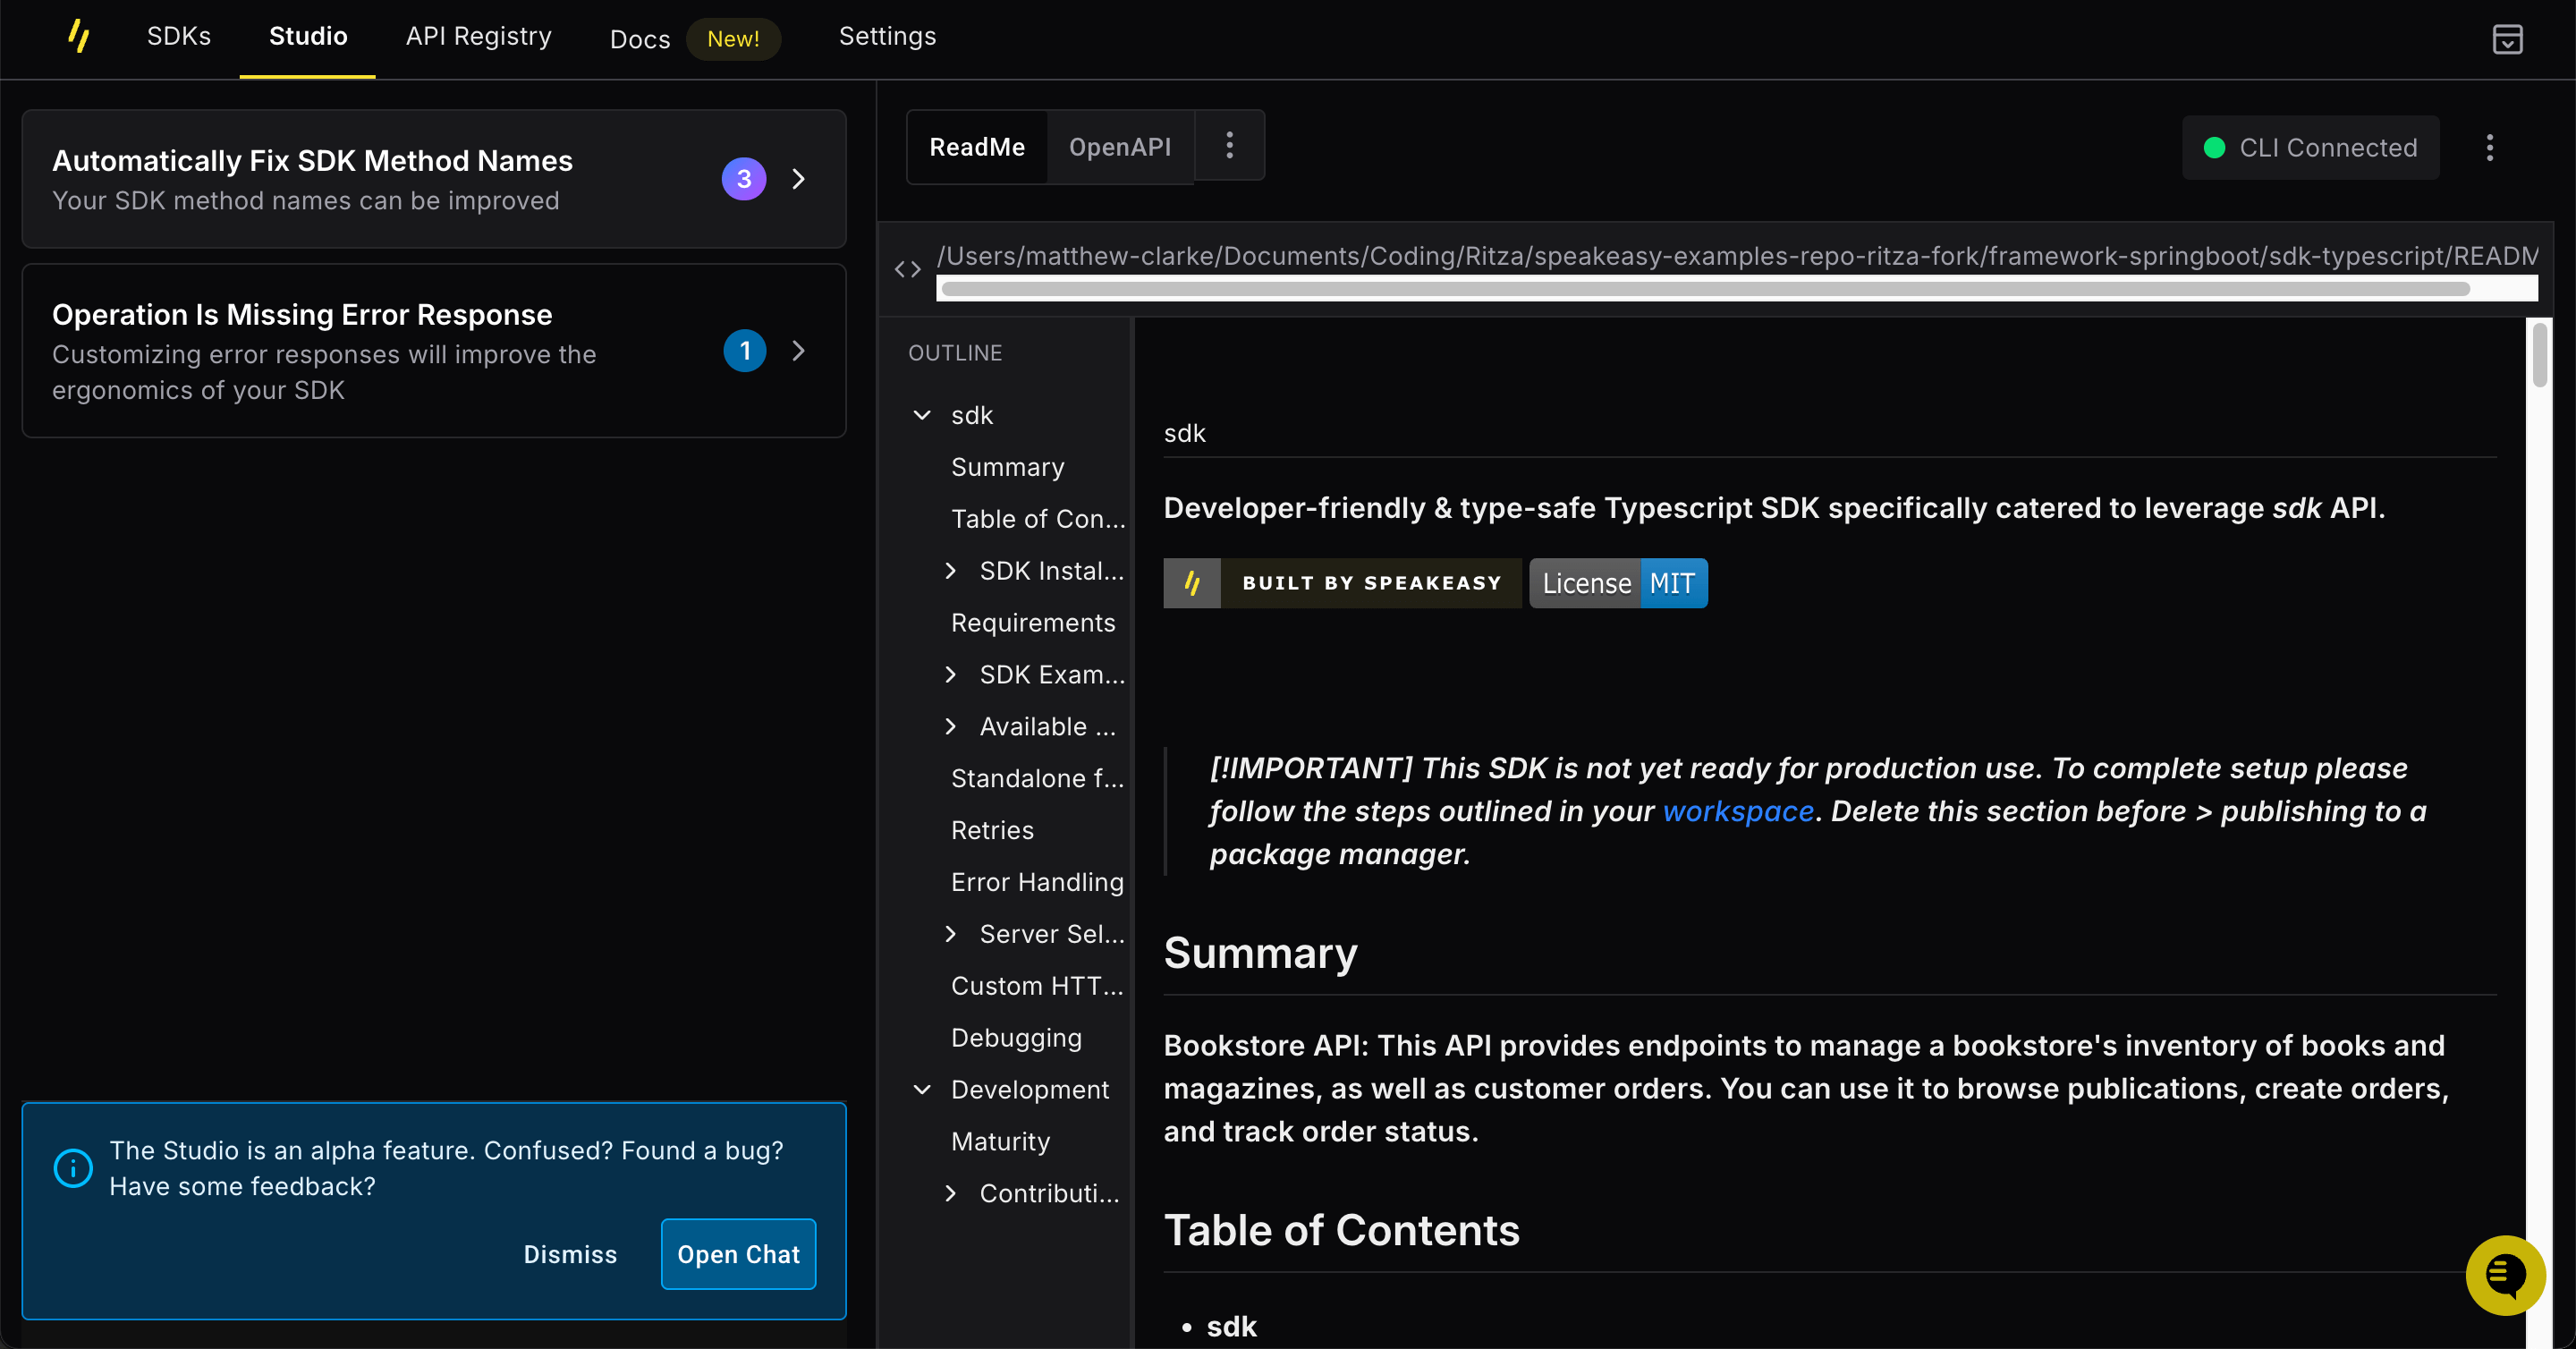 SDKs
Studio
API Registry
Docs
New!
Settings
Automatically Fix SDK Method Names
Your SDK method names can be improved
3
Operation Is Missing Error Response
Customizing error responses will improve the
ergonomics of your SDK
1
The Studio is an alpha feature. Confused? Found a bug?
Have some feedback?
Dismiss
Open Chat
ReadMe
OpenAPI
CLI Connected
/Users/matthew-clarke/Documents/Coding/Ritza/speakeasy-examples-repo-ritza-fork/framework-springboot/sdk-typescript/READM
OUTLINE
sdk
Summary
Table of Con...
SDK Instal...
Requirements
SDK Exam...
Available ...
Standalone f...
Retries
Error Handling
Server Sel...
Custom HTT...
Debugging
Development
Maturity
Contributi...
sdk
Developer-friendly & type-safe Typescript SDK specifically catered to leverage sdk API.
BUILT BY SPEAKEASY
License MIT
[!IMPORTANT] This SDK is not yet ready for production use. To complete setup please
follow the steps outlined in your workspace. Delete this section before > publishing to a
package manager.
Summary
Bookstore API: This API provides endpoints to manage a bookstore's inventory of books and
magazines, as well as customer orders. You can use it to browse publications, create orders,
and track order status.
Table of Contents
• sdk